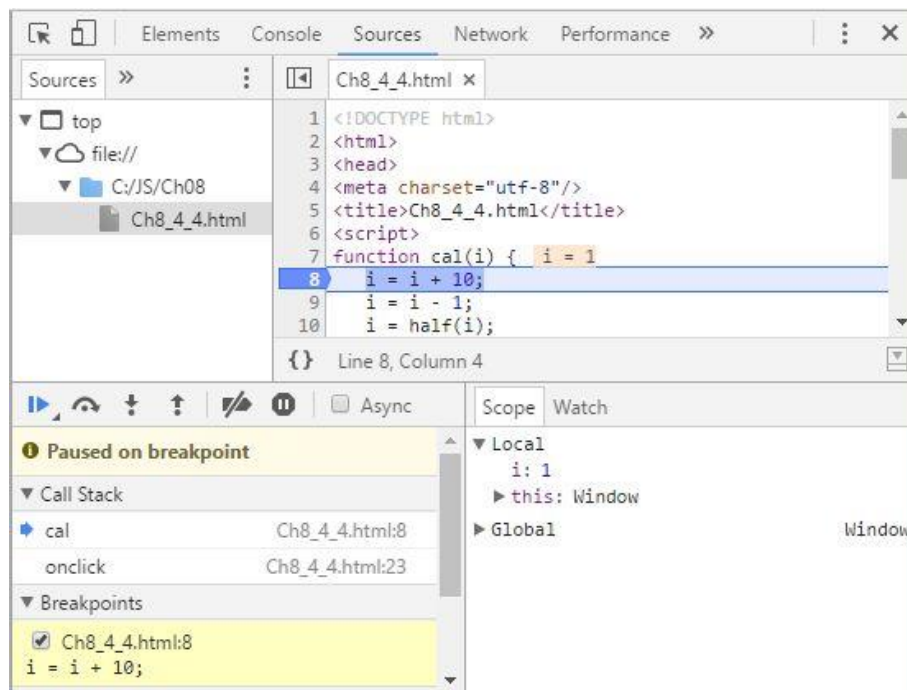 Elements Console Sources Network Performance »
Sources »
Ch8_4_4.html ×
top
file://
C:/JS/Ch08
Ch8_4_4.html
1 <!DOCTYPE html>
2 <html>
3 <head>
4 <meta charset="utf-8"/>
5 <title>Ch8_4_4.html</title>
6 <script>
7 function cal(i) { i = 1
8 i = i + 10;
9 i = i - 1;
10 i = half(i);
{} Line 8, Column 4
Async
Paused on breakpoint
Call Stack
cal Ch8_4_4.html:8
onclick Ch8_4_4.html:23
Breakpoints
Ch8_4_4.html:8
i = i + 10;
Scope Watch
Local
i: 1
this: Window
Global Window